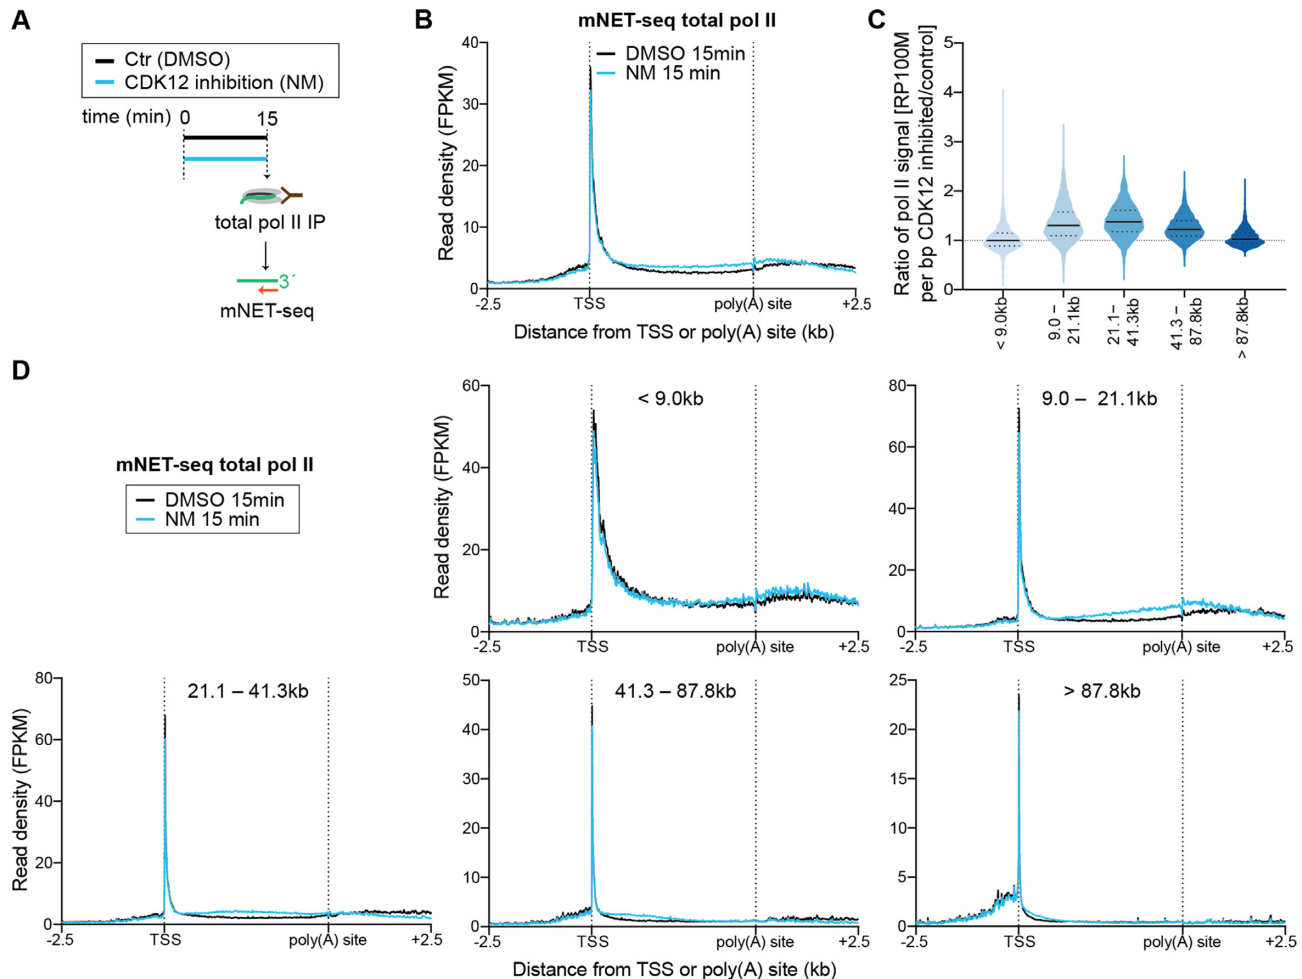 A
Ctr (DMSO)
CDK12 inhibition (NM)
time (min) 0 15
total pol II IP
3´
mNET-seq
B
mNET-seq total pol II
DMSO 15min
NM 15 min
Read density (FPKM)
40
30
20
10
0
-2.5 TSS poly(A) site +2.5
Distance from TSS or poly(A) site (kb)
C
Ratio of pol II signal [RP100M
per bp CDK12 inhibited/control]
5
4
3
2
1
0
< 9.0kb
9.0 –
21.1kb
21.1–
41.3kb
41.3 –
87.8kb
> 87.8kb
D
mNET-seq total pol II
DMSO 15min
NM 15 min
< 9.0kb
Read density (FPKM)
60
40
20
0
-2.5 TSS poly(A) site +2.5
9.0 – 21.1kb
80
60
40
20
0
-2.5 TSS poly(A) site +2.5
21.1 – 41.3kb
Read density (FPKM)
80
60
40
20
0
-2.5 TSS poly(A) site +2.5
41.3 – 87.8kb
50
40
30
20
10
0
-2.5 TSS poly(A) site +2.5
> 87.8kb
25
20
15
10
5
0
-2.5 TSS poly(A) site +2.5
Distance from TSS or poly(A) site (kb)